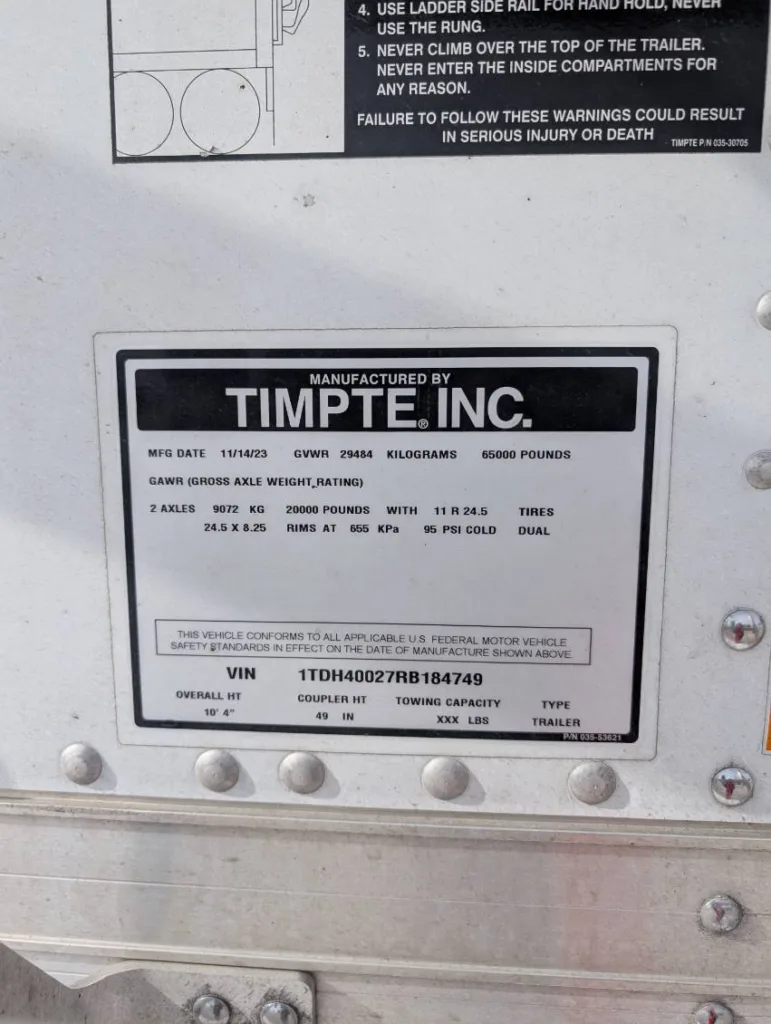 4. USE LADDER SIDE RAIL FOR HAND HOLD, NEVER
USE THE RUNG.
5. NEVER CLIMB OVER THE TOP OF THE TRAILER.
NEVER ENTER THE INSIDE COMPARTMENTS FOR
ANY REASON.
FAILURE TO FOLLOW THESE WARNINGS COULD RESULT
IN SERIOUS INJURY OR DEATH
TIMPTE P/N 035-30705
MANUFACTURED BY
TIMPTE® INC.
MFG DATE 11/14/23 GVWR 29484 KILOGRAMS 65000 POUNDS
GAWR (GROSS AXLE WEIGHT RATING)
2 AXLES 9072 KG 20000 POUNDS WITH 11 R 24.5 TIRES
24.5 X 8.25 RIMS AT 655 KPa 95 PSI COLD DUAL
THIS VEHICLE CONFORMS TO ALL APPLICABLE U.S. FEDERAL MOTOR VEHICLE
SAFETY STANDARDS IN EFFECT ON THE DATE OF MANUFACTURE SHOWN ABOVE
VIN 1TDH40027RB184749
OVERALL HT COUPLER HT TOWING CAPACITY TYPE
10' 4" 49 IN XXX LBS TRAILER
P/N 035-53621